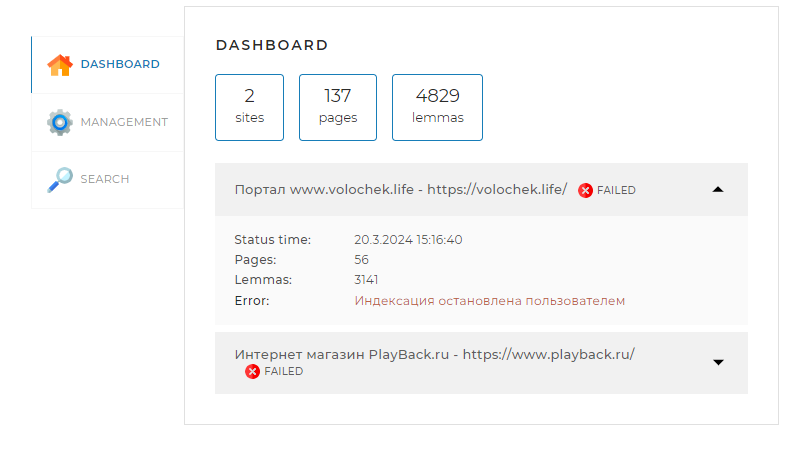 DASHBOARD
MANAGEMENT
SEARCH
DASHBOARD
2
sites
137
pages
4829
lemmas
Портал www.volochek.life - https://volochek.life/ FAILED
Status time: 20.3.2024 15:16:40
Pages: 56
Lemmas: 3141
Error: Индексация остановлена пользователем
Интернет магазин PlayBack.ru - https://www.playback.ru/
FAILED